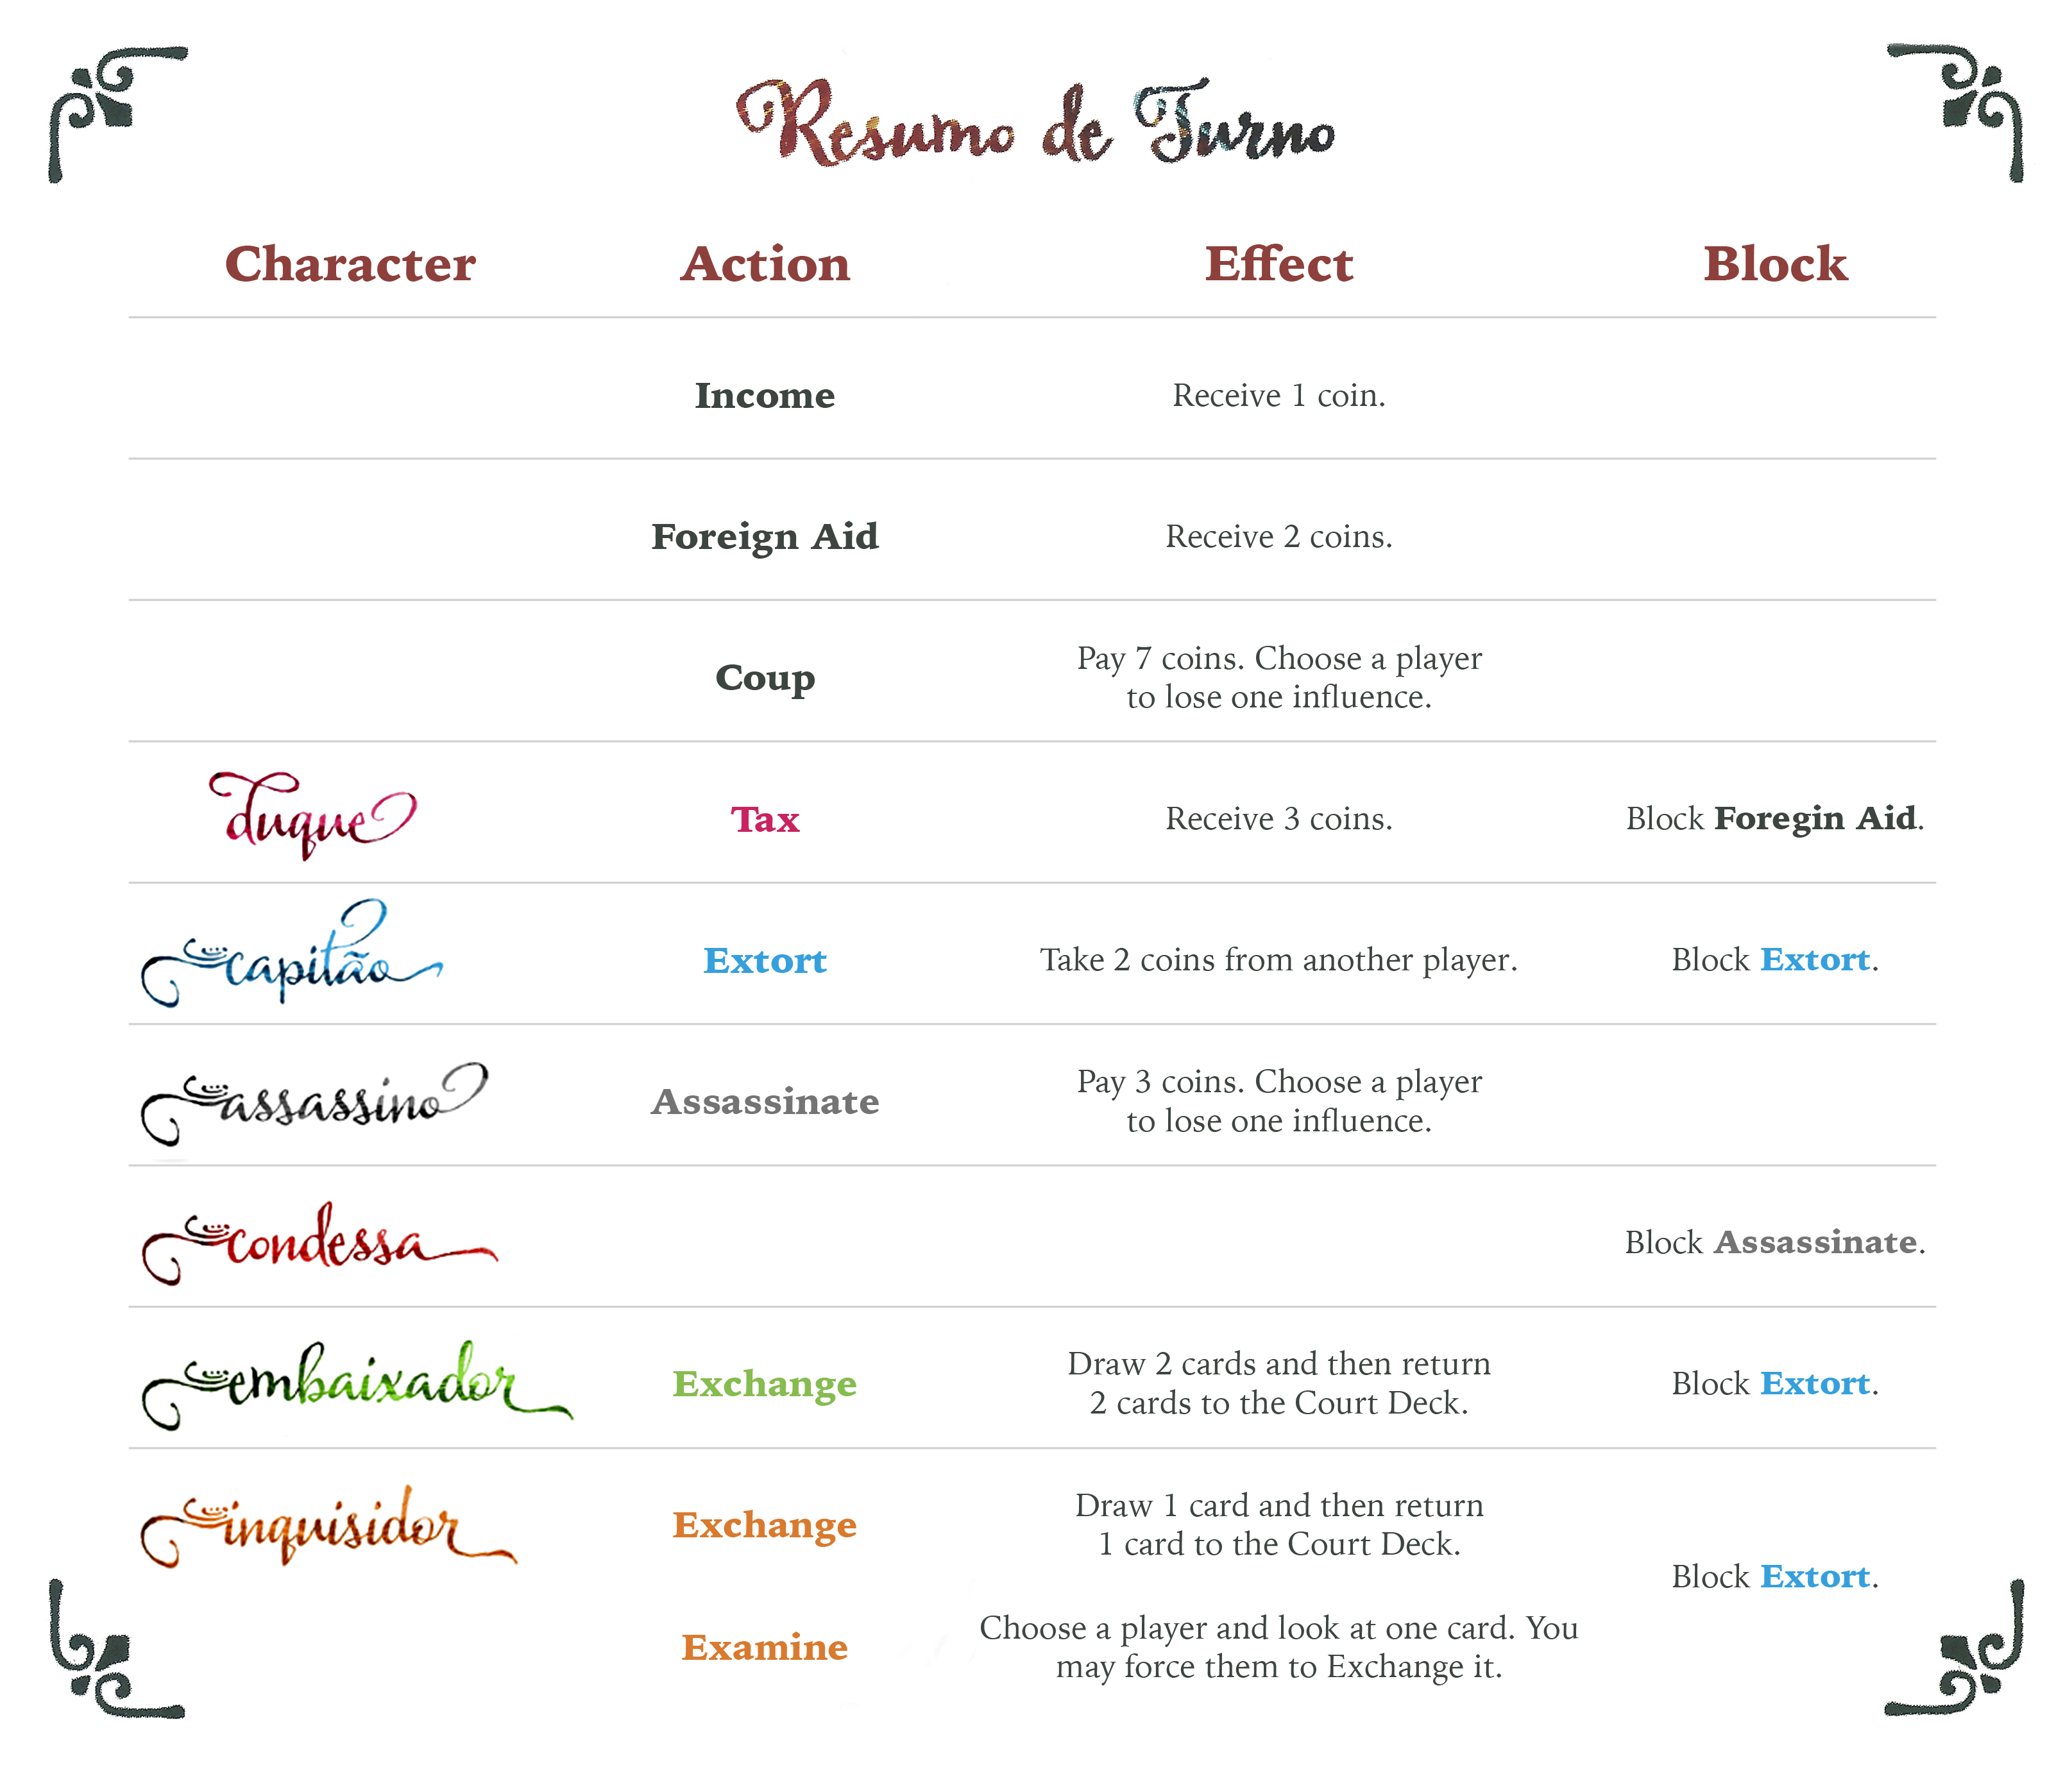 Resumo de Turno
Character Action Effect Block
Income Receive 1 coin.
Foreign Aid Receive 2 coins.
Coup Pay 7 coins. Choose a player
to lose one influence.
duque Tax Receive 3 coins. Block Foregin Aid.
capitão Extort Take 2 coins from another player. Block Extort.
assassino Assassinate Pay 3 coins. Choose a player
to lose one influence.
condessa Block Assassinate.
embaixador Exchange Draw 2 cards and then return
2 cards to the Court Deck. Block Extort.
inquisidor Exchange Draw 1 card and then return
1 card to the Court Deck.
Block Extort.
Examine Choose a player and look at one card. You
may force them to Exchange it.